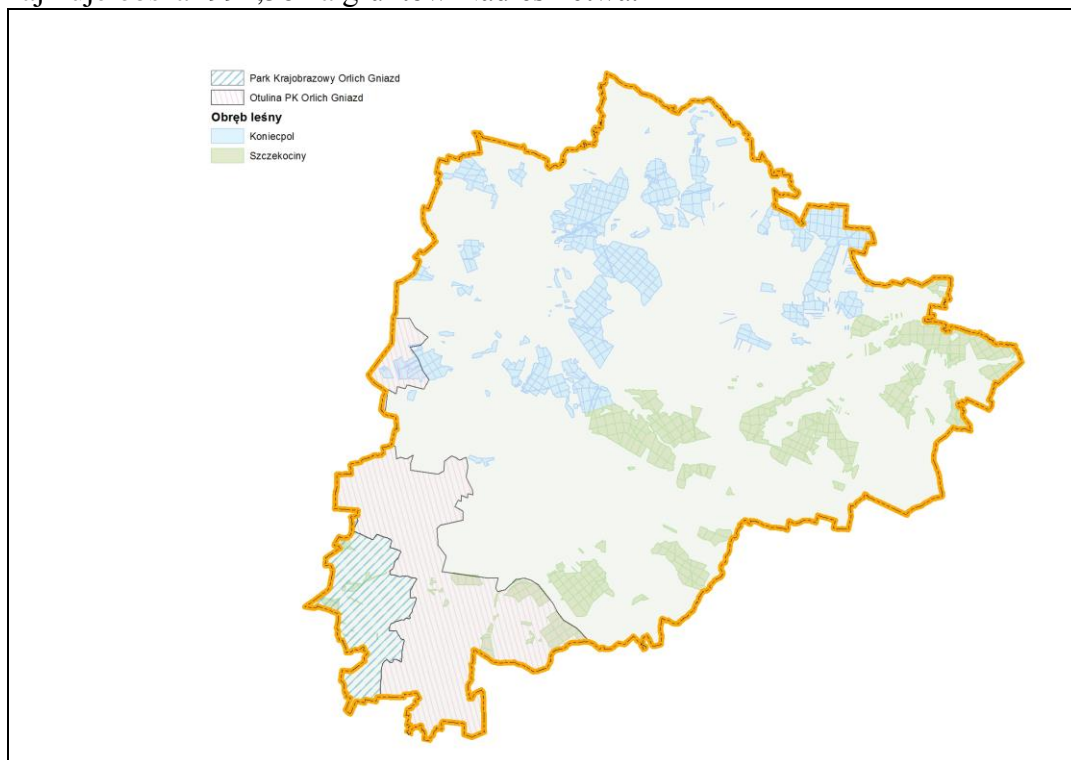 Park Krajobrazowy Orlich Gniazd
Otulina PK Orlich Gniazd
Obręb leśny
Koniecpol
Szczekociny